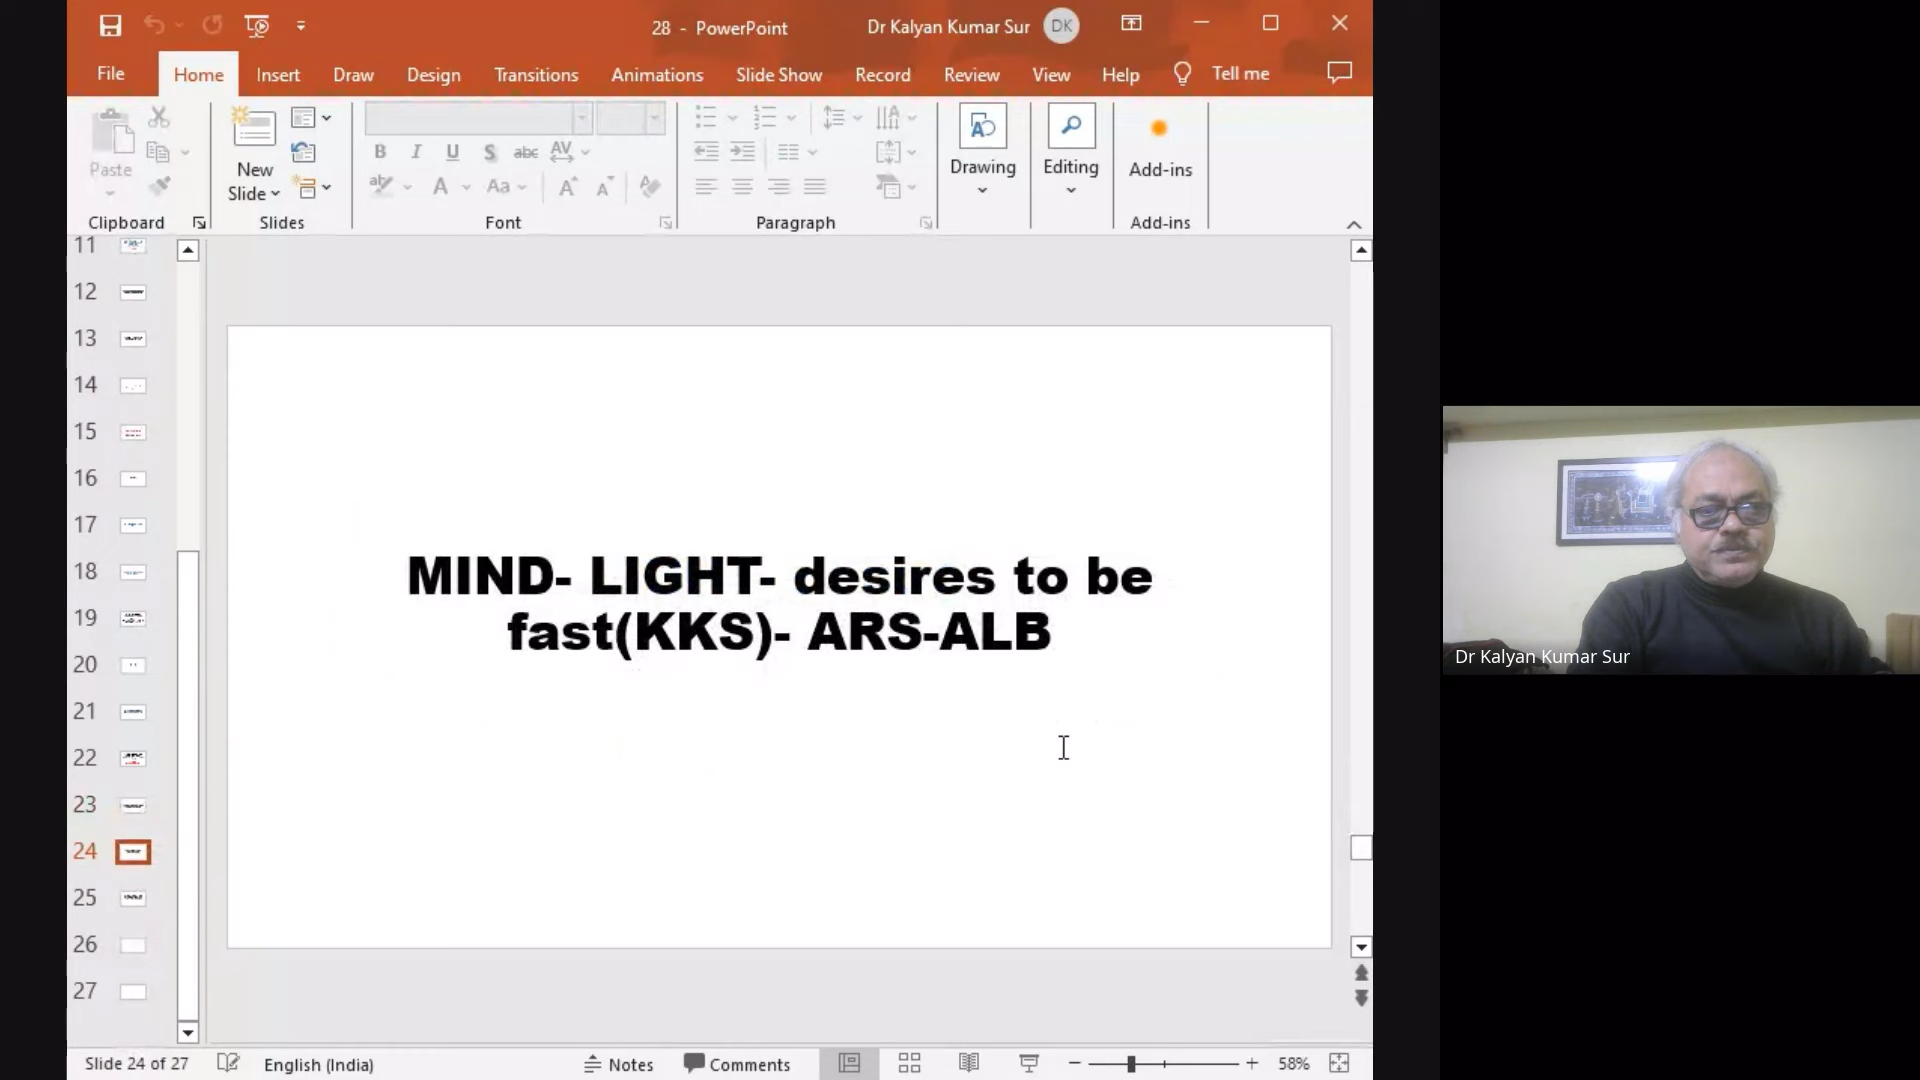 28 - PowerPoint
Dr Kalyan Kumar Sur
DK
File
Home
Insert
Draw
Design
Transitions
Animations
Slide Show
Record
Review
View
Help
Tell me
Paste
New
Slide
B I U S abc AV
A Aa A A
Drawing
Editing
Add-ins
Clipboard
Slides
Font
Paragraph
Add-ins
11
12
13
14
15
16
17
18
19
20
21
22
23
24
25
26
27
MIND- LIGHT- desires to be
fast(KKS)- ARS-ALB
Dr Kalyan Kumar Sur
Slide 24 of 27
English (India)
Notes
Comments
58%